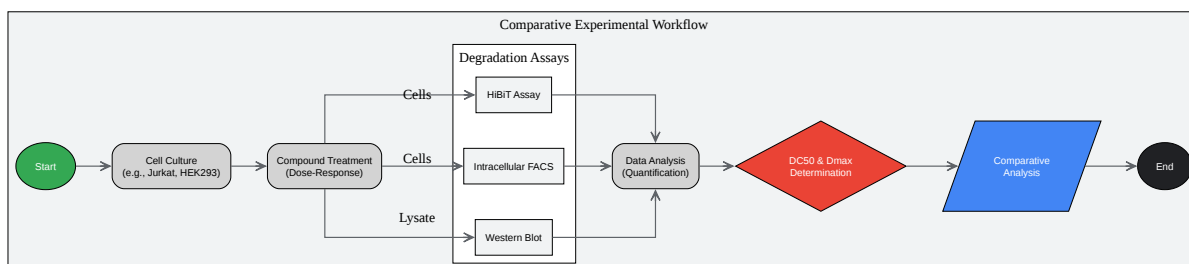 Comparative Experimental Workflow
Degradation Assays
Start
Cell Culture
(e.g., Jurkat, HEK293)
Compound Treatment
(Dose-Response)
Cells
Cells
Lysate
HiBiT Assay
Intracellular FACS
Western Blot
Data Analysis
(Quantification)
DC50 & Dmax
Determination
Comparative
Analysis
End